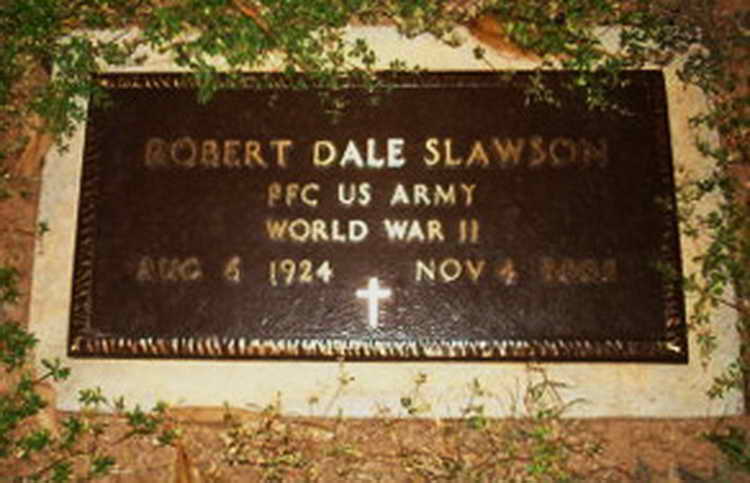 ROBERT DALE SLAWSON
PFC US ARMY
WORLD WAR II
AUG 6 1924 NOV 4